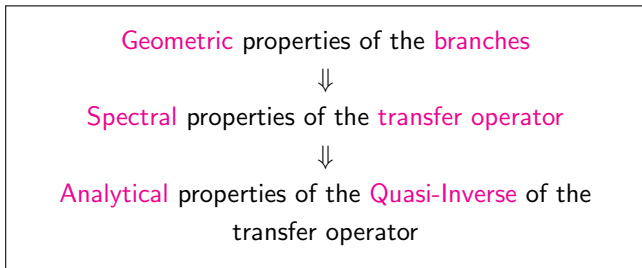 Geometric properties of the branches
⇓
Spectral properties of the transfer operator
⇓
Analytical properties of the Quasi-Inverse of the
transfer operator